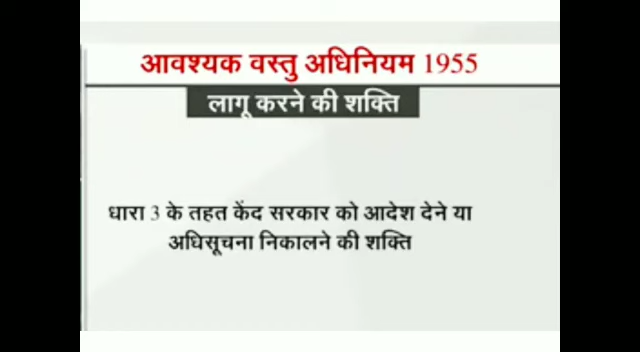 आवश्यक वस्तु अधिनियम 1955
लागू करने की शक्ति
धारा 3 के तहत केंद सरकार को आदेश देने या
अधिसूचना निकालने की शक्ति